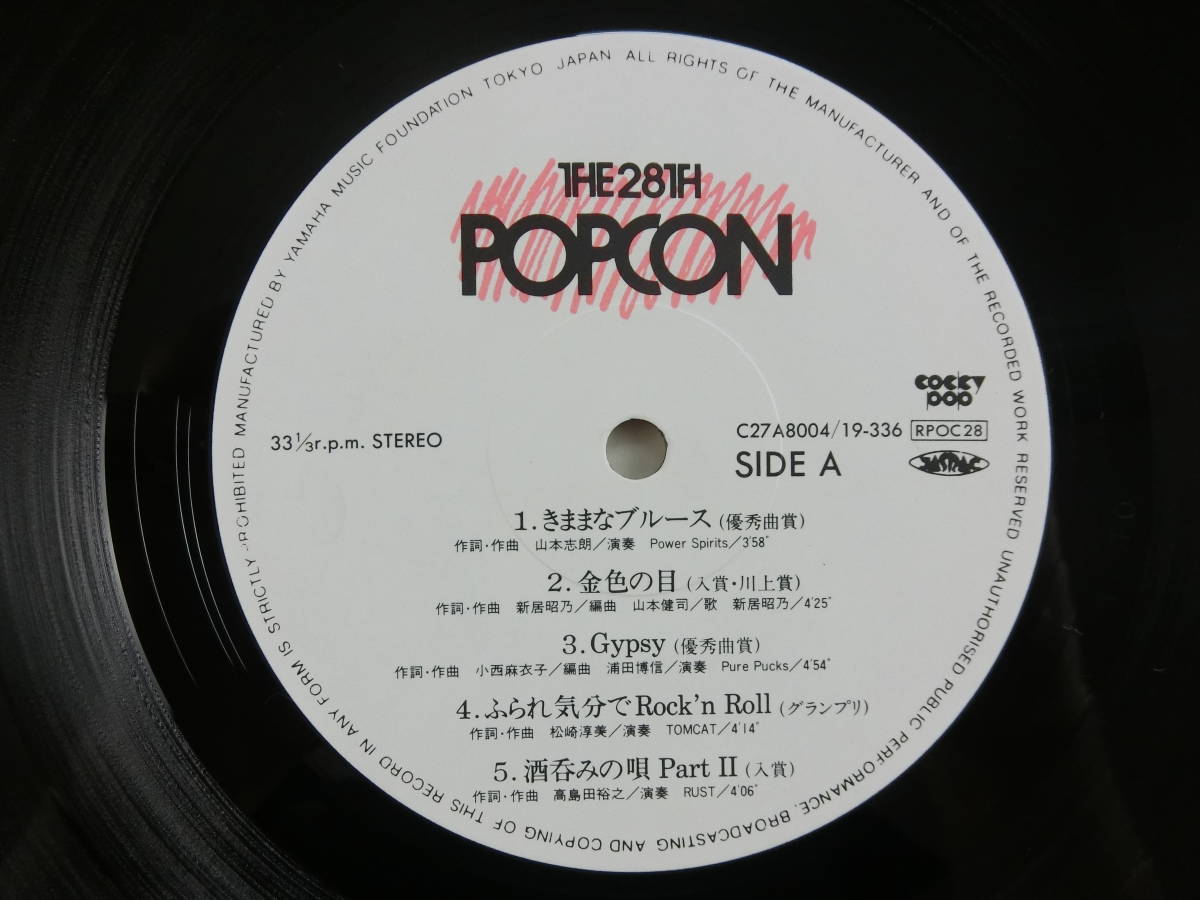 MANUFACTURED BY YAMAHA MUSIC FOUNDATION TOKYO JAPAN ALL RIGHTS OF THE MANUFACTURER AND OF THE RECORDED WORK RESERVED UNAUTHORISED PUBLIC PERFORMANCE. BROADCASTING AND COPYING OF THIS RECORD IN ANY FORM IS STRICTLY PROHIBITED
THE 28TH
POPCON
cocky
pop
33 1/3 r.p.m. STEREO
C27A8004/19-336 RPOC28
SIDE A JASRAC
1. きままなブルース (優秀曲賞)
作詞・作曲 山本志朗/演奏 Power Spirits/3'58"
2. 金色の目 (入賞・川上賞)
作詞・作曲 新居昭乃/編曲 山本健司/歌 新居昭乃/4'25"
3. Gypsy (優秀曲賞)
作詞・作曲 小西麻衣子/編曲 浦田博信/演奏 Pure Pucks/4'54"
4. ふられ気分でRock'n Roll (グランプリ)
作詞・作曲 松崎淳美/演奏 TOMCAT/4'14"
5. 酒呑みの唄 Part II (入賞)
作詞・作曲 高島田裕之/演奏 RUST/4'06"